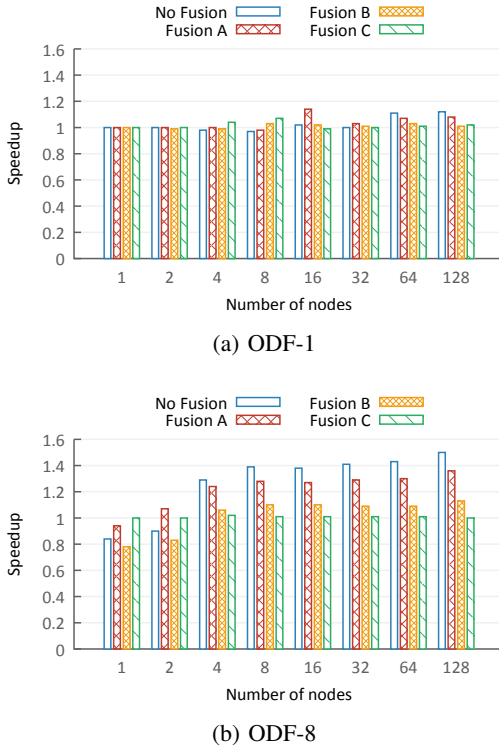 No Fusion Fusion B
Fusion A Fusion C
1.6
1.4
1.2
1
0.8
0.6
0.4
0.2
0
Speedup
1 2 4 8 16 32 64 128
Number of nodes
(a) ODF-1
No Fusion Fusion B
Fusion A Fusion C
1.6
1.4
1.2
1
0.8
0.6
0.4
0.2
0
Speedup
1 2 4 8 16 32 64 128
Number of nodes
(b) ODF-8